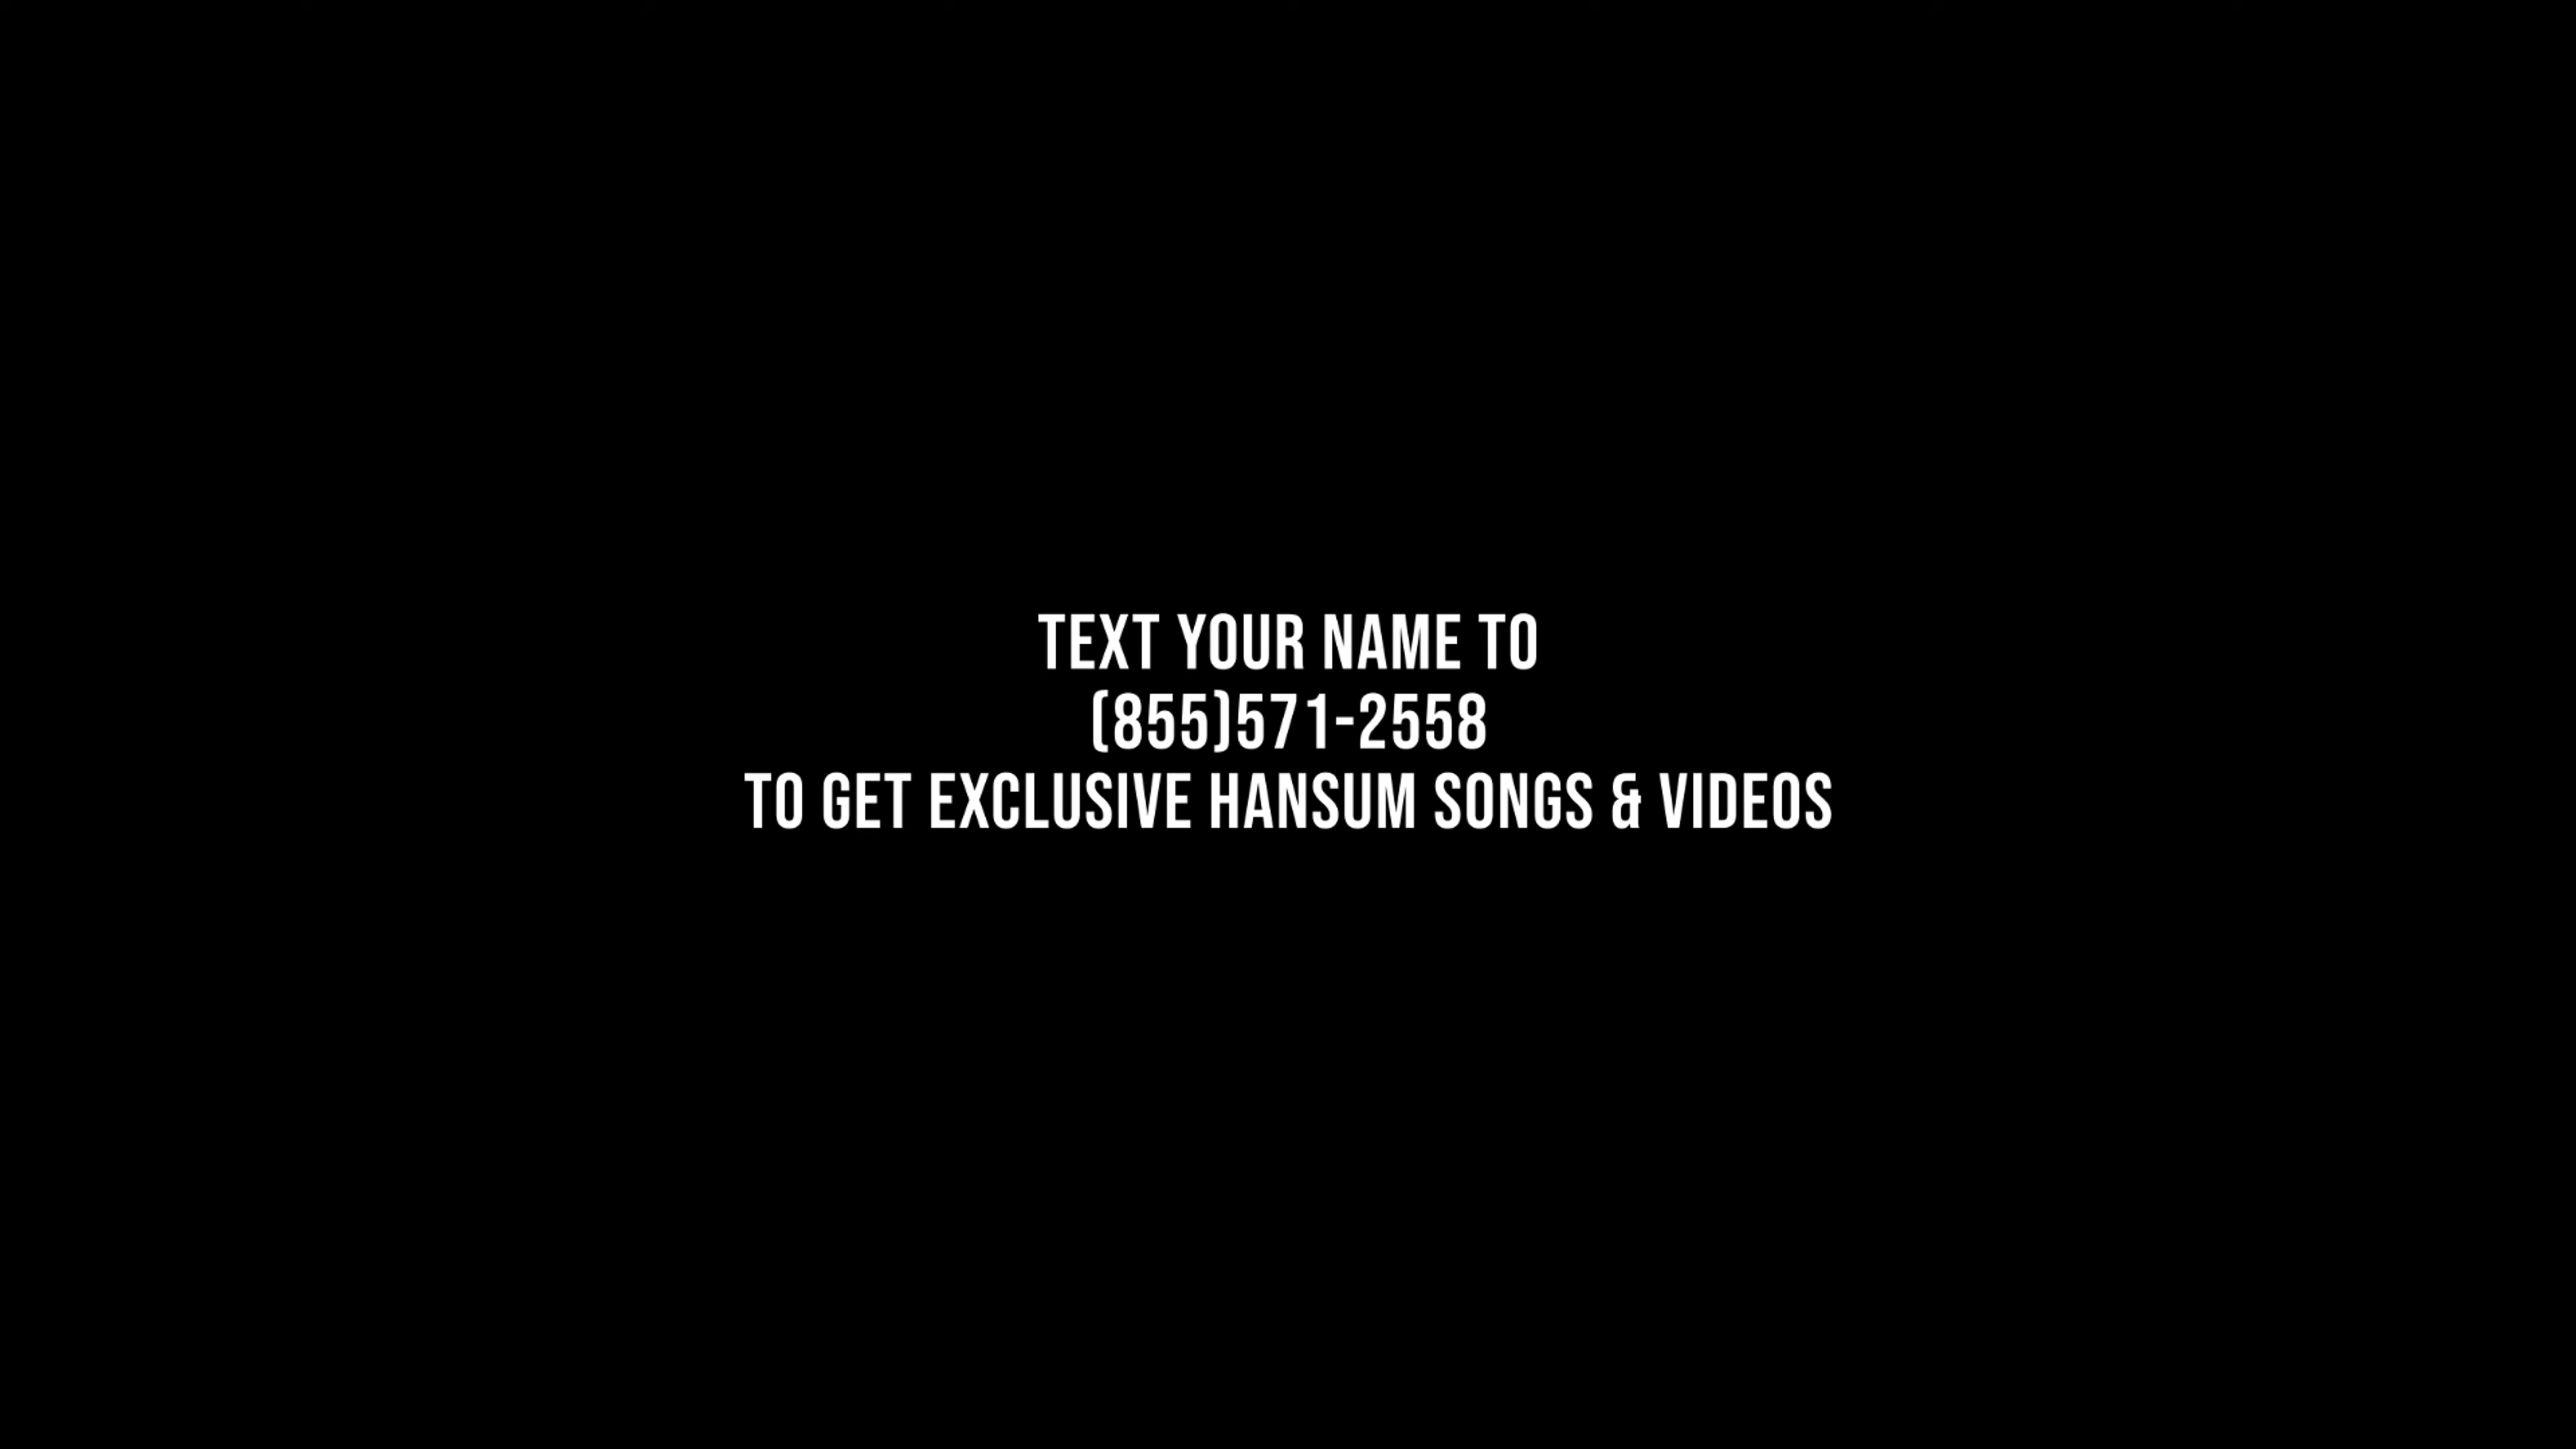 TEXT YOUR NAME TO
(855)571-2558
TO GET EXCLUSIVE HANSUM SONGS & VIDEOS